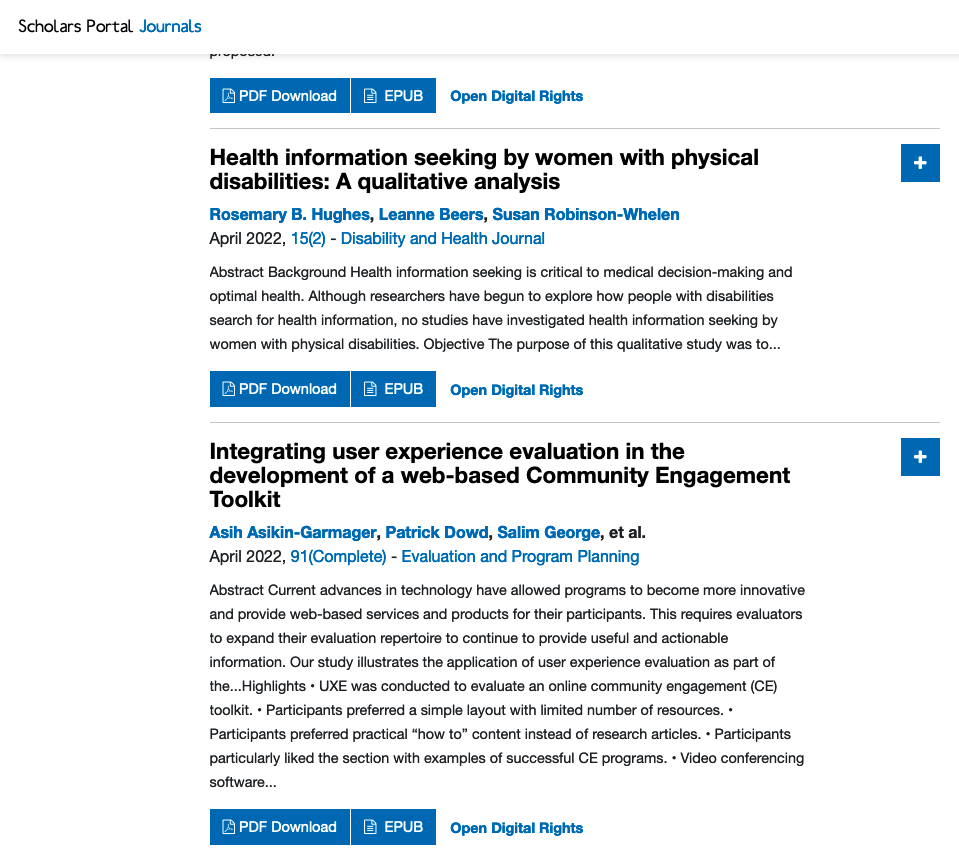 Scholars Portal Journals
proposed.
PDF Download EPUB Open Digital Rights
Health information seeking by women with physical
disabilities: A qualitative analysis
Rosemary B. Hughes, Leanne Beers, Susan Robinson-Whelen
April 2022, 15(2) - Disability and Health Journal
Abstract Background Health information seeking is critical to medical decision-making and
optimal health. Although researchers have begun to explore how people with disabilities
search for health information, no studies have investigated health information seeking by
women with physical disabilities. Objective The purpose of this qualitative study was to...
PDF Download EPUB Open Digital Rights
Integrating user experience evaluation in the
development of a web-based Community Engagement
Toolkit
Asih Asikin-Garmager, Patrick Dowd, Salim George, et al.
April 2022, 91(Complete) - Evaluation and Program Planning
Abstract Current advances in technology have allowed programs to become more innovative
and provide web-based services and products for their participants. This requires evaluators
to expand their evaluation repertoire to continue to provide useful and actionable
information. Our study illustrates the application of user experience evaluation as part of
the...Highlights • UXE was conducted to evaluate an online community engagement (CE)
toolkit. • Participants preferred a simple layout with limited number of resources. •
Participants preferred practical “how to” content instead of research articles. • Participants
particularly liked the section with examples of successful CE programs. • Video conferencing
software...
PDF Download EPUB Open Digital Rights